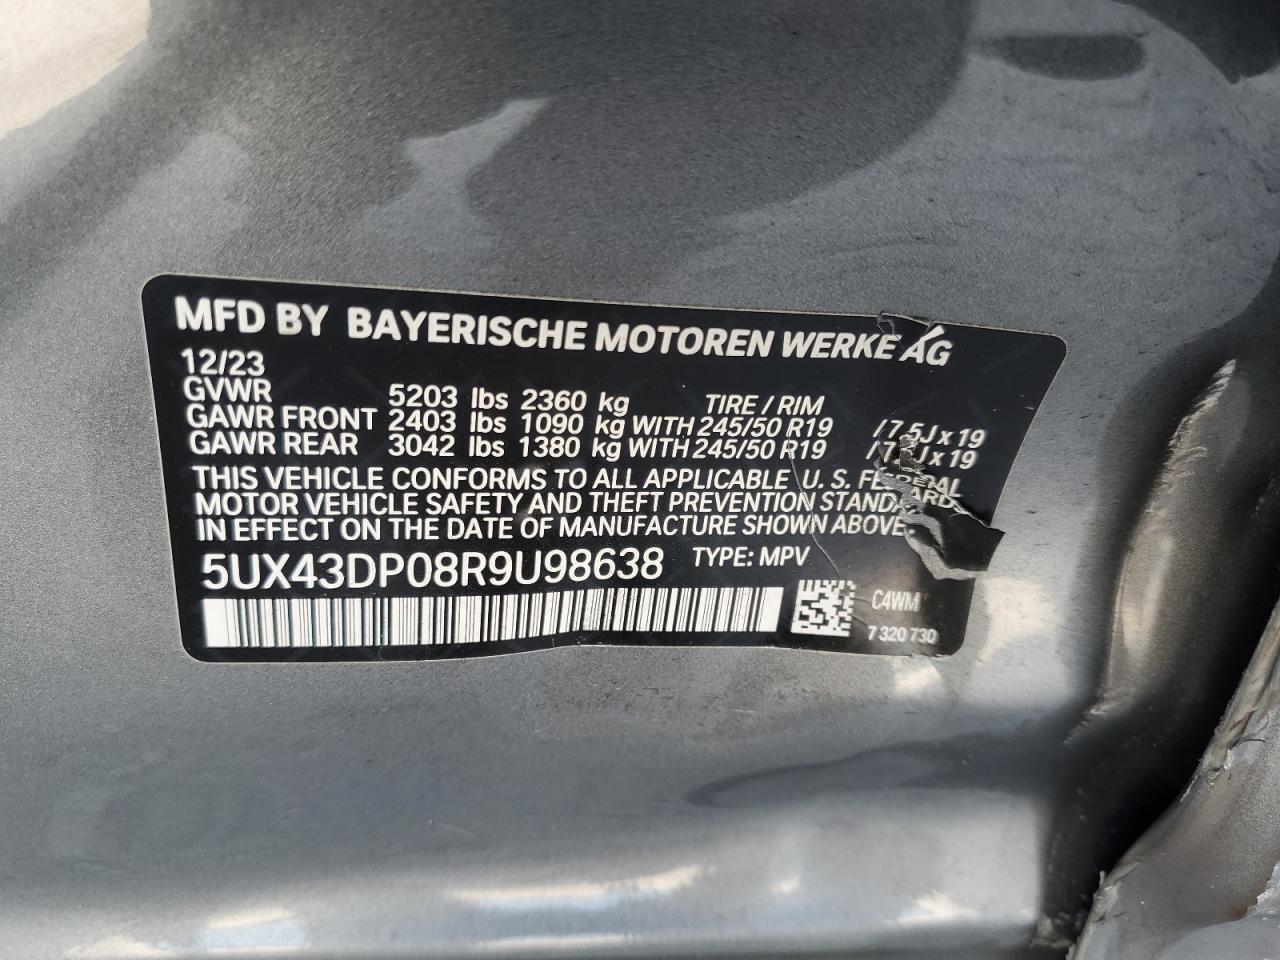 MFD BY BAYERISCHE MOTOREN WERKE AG
12/23
GVWR 5203 lbs 2360 kg TIRE / RIM
GAWR FRONT 2403 lbs 1090 kg WITH 245/50 R19 / 7.5J x 19
GAWR REAR 3042 lbs 1380 kg WITH 245/50 R19 / J x 19
THIS VEHICLE CONFORMS TO ALL APPLICABLE U. S. FEDERAL
MOTOR VEHICLE SAFETY AND THEFT PREVENTION STANDARDS
IN EFFECT ON THE DATE OF MANUFACTURE SHOWN ABOVE.
5UX43DP08R9U98638 TYPE: MPV
C4WM
7 320 730